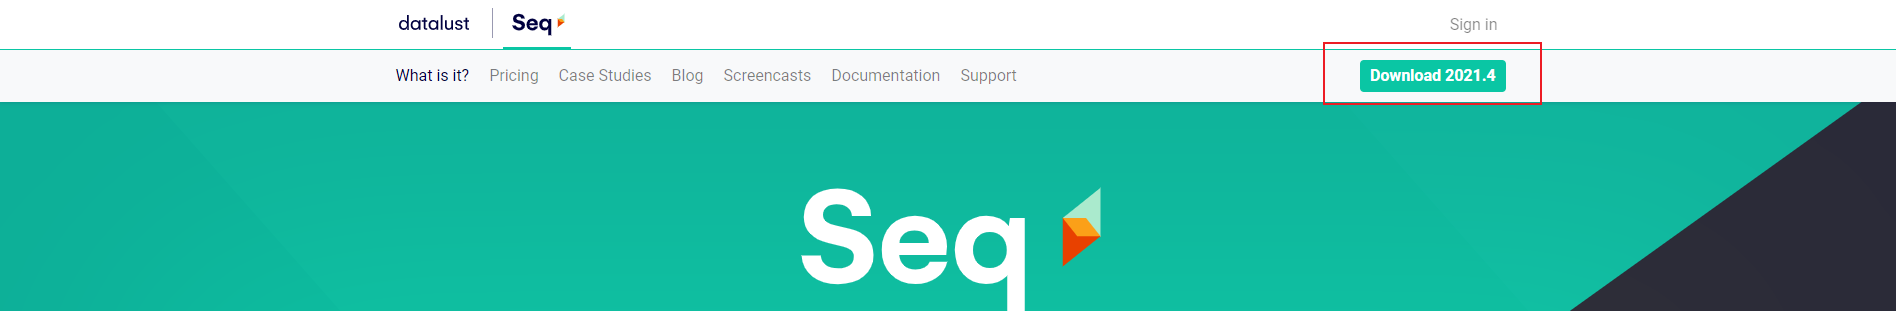 datalust Seq Sign in
What is it? Pricing Case Studies Blog Screencasts Documentation Support Download 2021.4
Seq